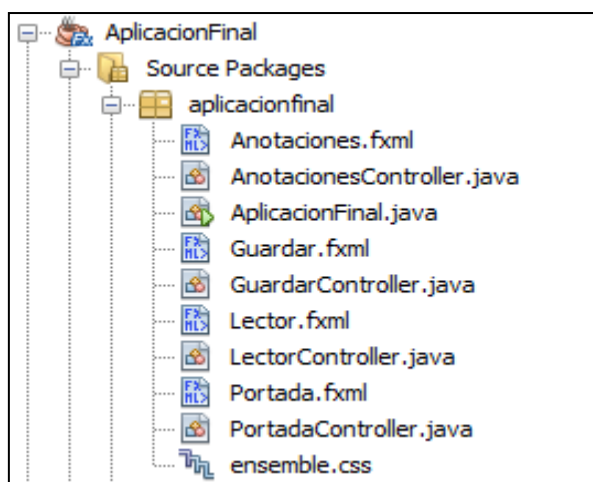 AplicacionFinal
Source Packages
aplicacionfinal
Anotaciones.fxml
AnotacionesController.java
AplicacionFinal.java
Guardar.fxml
GuardarController.java
Lector.fxml
LectorController.java
Portada.fxml
PortadaController.java
ensemble.css